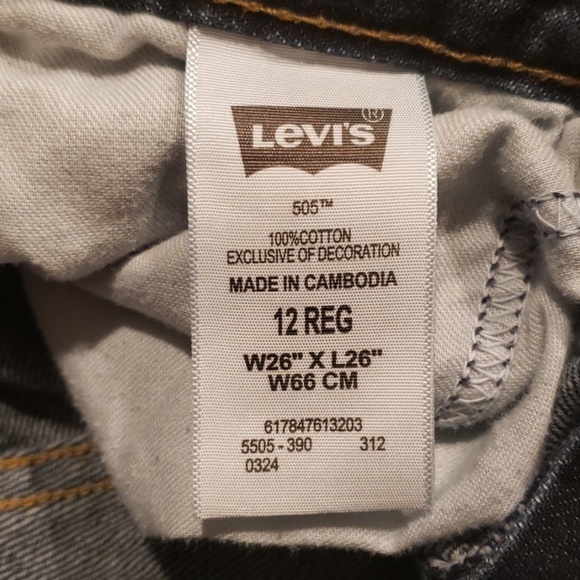 LEVI'S®
505™
100%COTTON
EXCLUSIVE OF DECORATION
MADE IN CAMBODIA
12 REG
W26" X L26"
W66 CM
617847613203
5505-390 312
0324